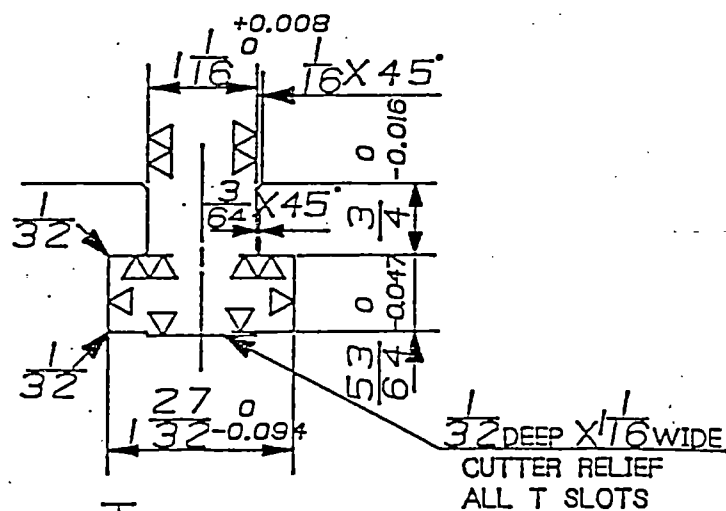 +0.008
0
1 1/16
1/16 X 45°
0
-0.016
3/4
3/64 X 45°
1/32
0
-0.047
53/64
1/32
1 27/32
0
-0.094
1/32 DEEP X 1 1/16 WIDE
CUTTER RELIEF
ALL T SLOTS